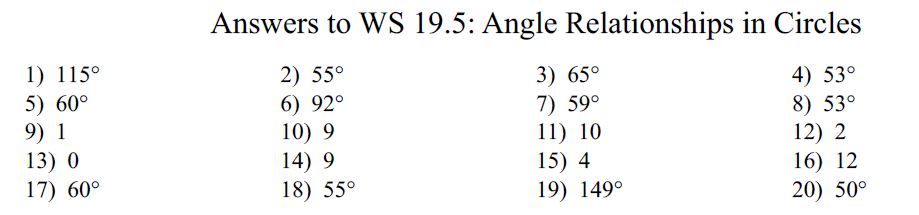 Answers to WS 19.5: Angle Relationships in Circles
1) 115° 2) 55° 3) 65° 4) 53°
5) 60° 6) 92° 7) 59° 8) 53°
9) 1 10) 9 11) 10 12) 2
13) 0 14) 9 15) 4 16) 12
17) 60° 18) 55° 19) 149° 20) 50°